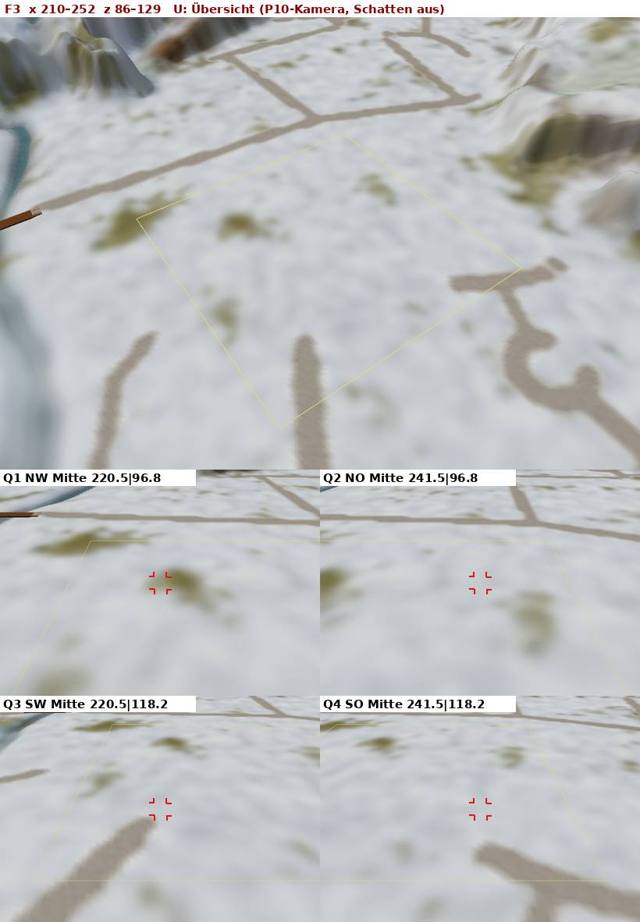 F3 x 210–252 z 86–129 U: Übersicht (P10-Kamera, Schatten aus)
Q1 NW Mitte 220.5|96.8
Q2 NO Mitte 241.5|96.8
Q3 SW Mitte 220.5|118.2
Q4 SO Mitte 241.5|118.2